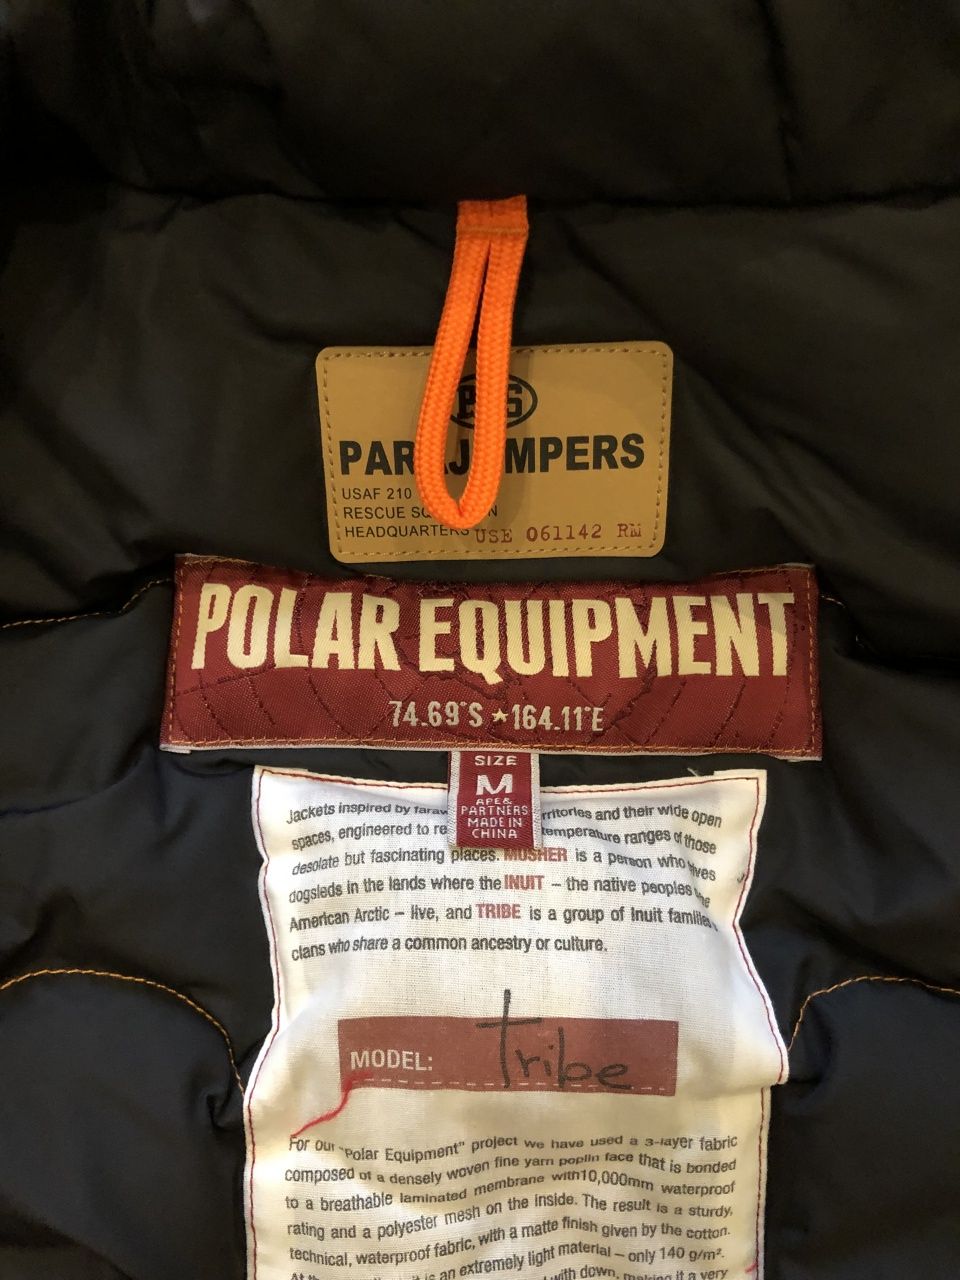 PJS
PARAJUMPERS
USAF 210
RESCUE SQ N
HEADQUARTERS USE 061142 RM
POLAR EQUIPMENT
74.69°S ★ 164.11°E
SIZE
M
APE&
PARTNERS
MADE IN
CHINA
Jackets inspired by faraw rritories and their wide open
spaces, engineered to re temperature ranges of those
desolate but fascinating places. MUSHER is a person who lives
dogsleds in the lands where the INUIT – the native peoples the
American Arctic – live, and TRIBE is a group of Inuit families,
clans who share a common ancestry or culture.
MODEL: Tribe
For our "Polar Equipment" project we have used a 3-layer fabric
composed of a densely woven fine yarn poplin face that is bonded
to a breathable laminated membrane with10,000mm waterproof
rating and a polyester mesh on the inside. The result is a sturdy,
technical, waterproof fabric, with a matte finish given by the cotton.
At the it is an extremely light material – only 140 g/m².
with down, making it a very